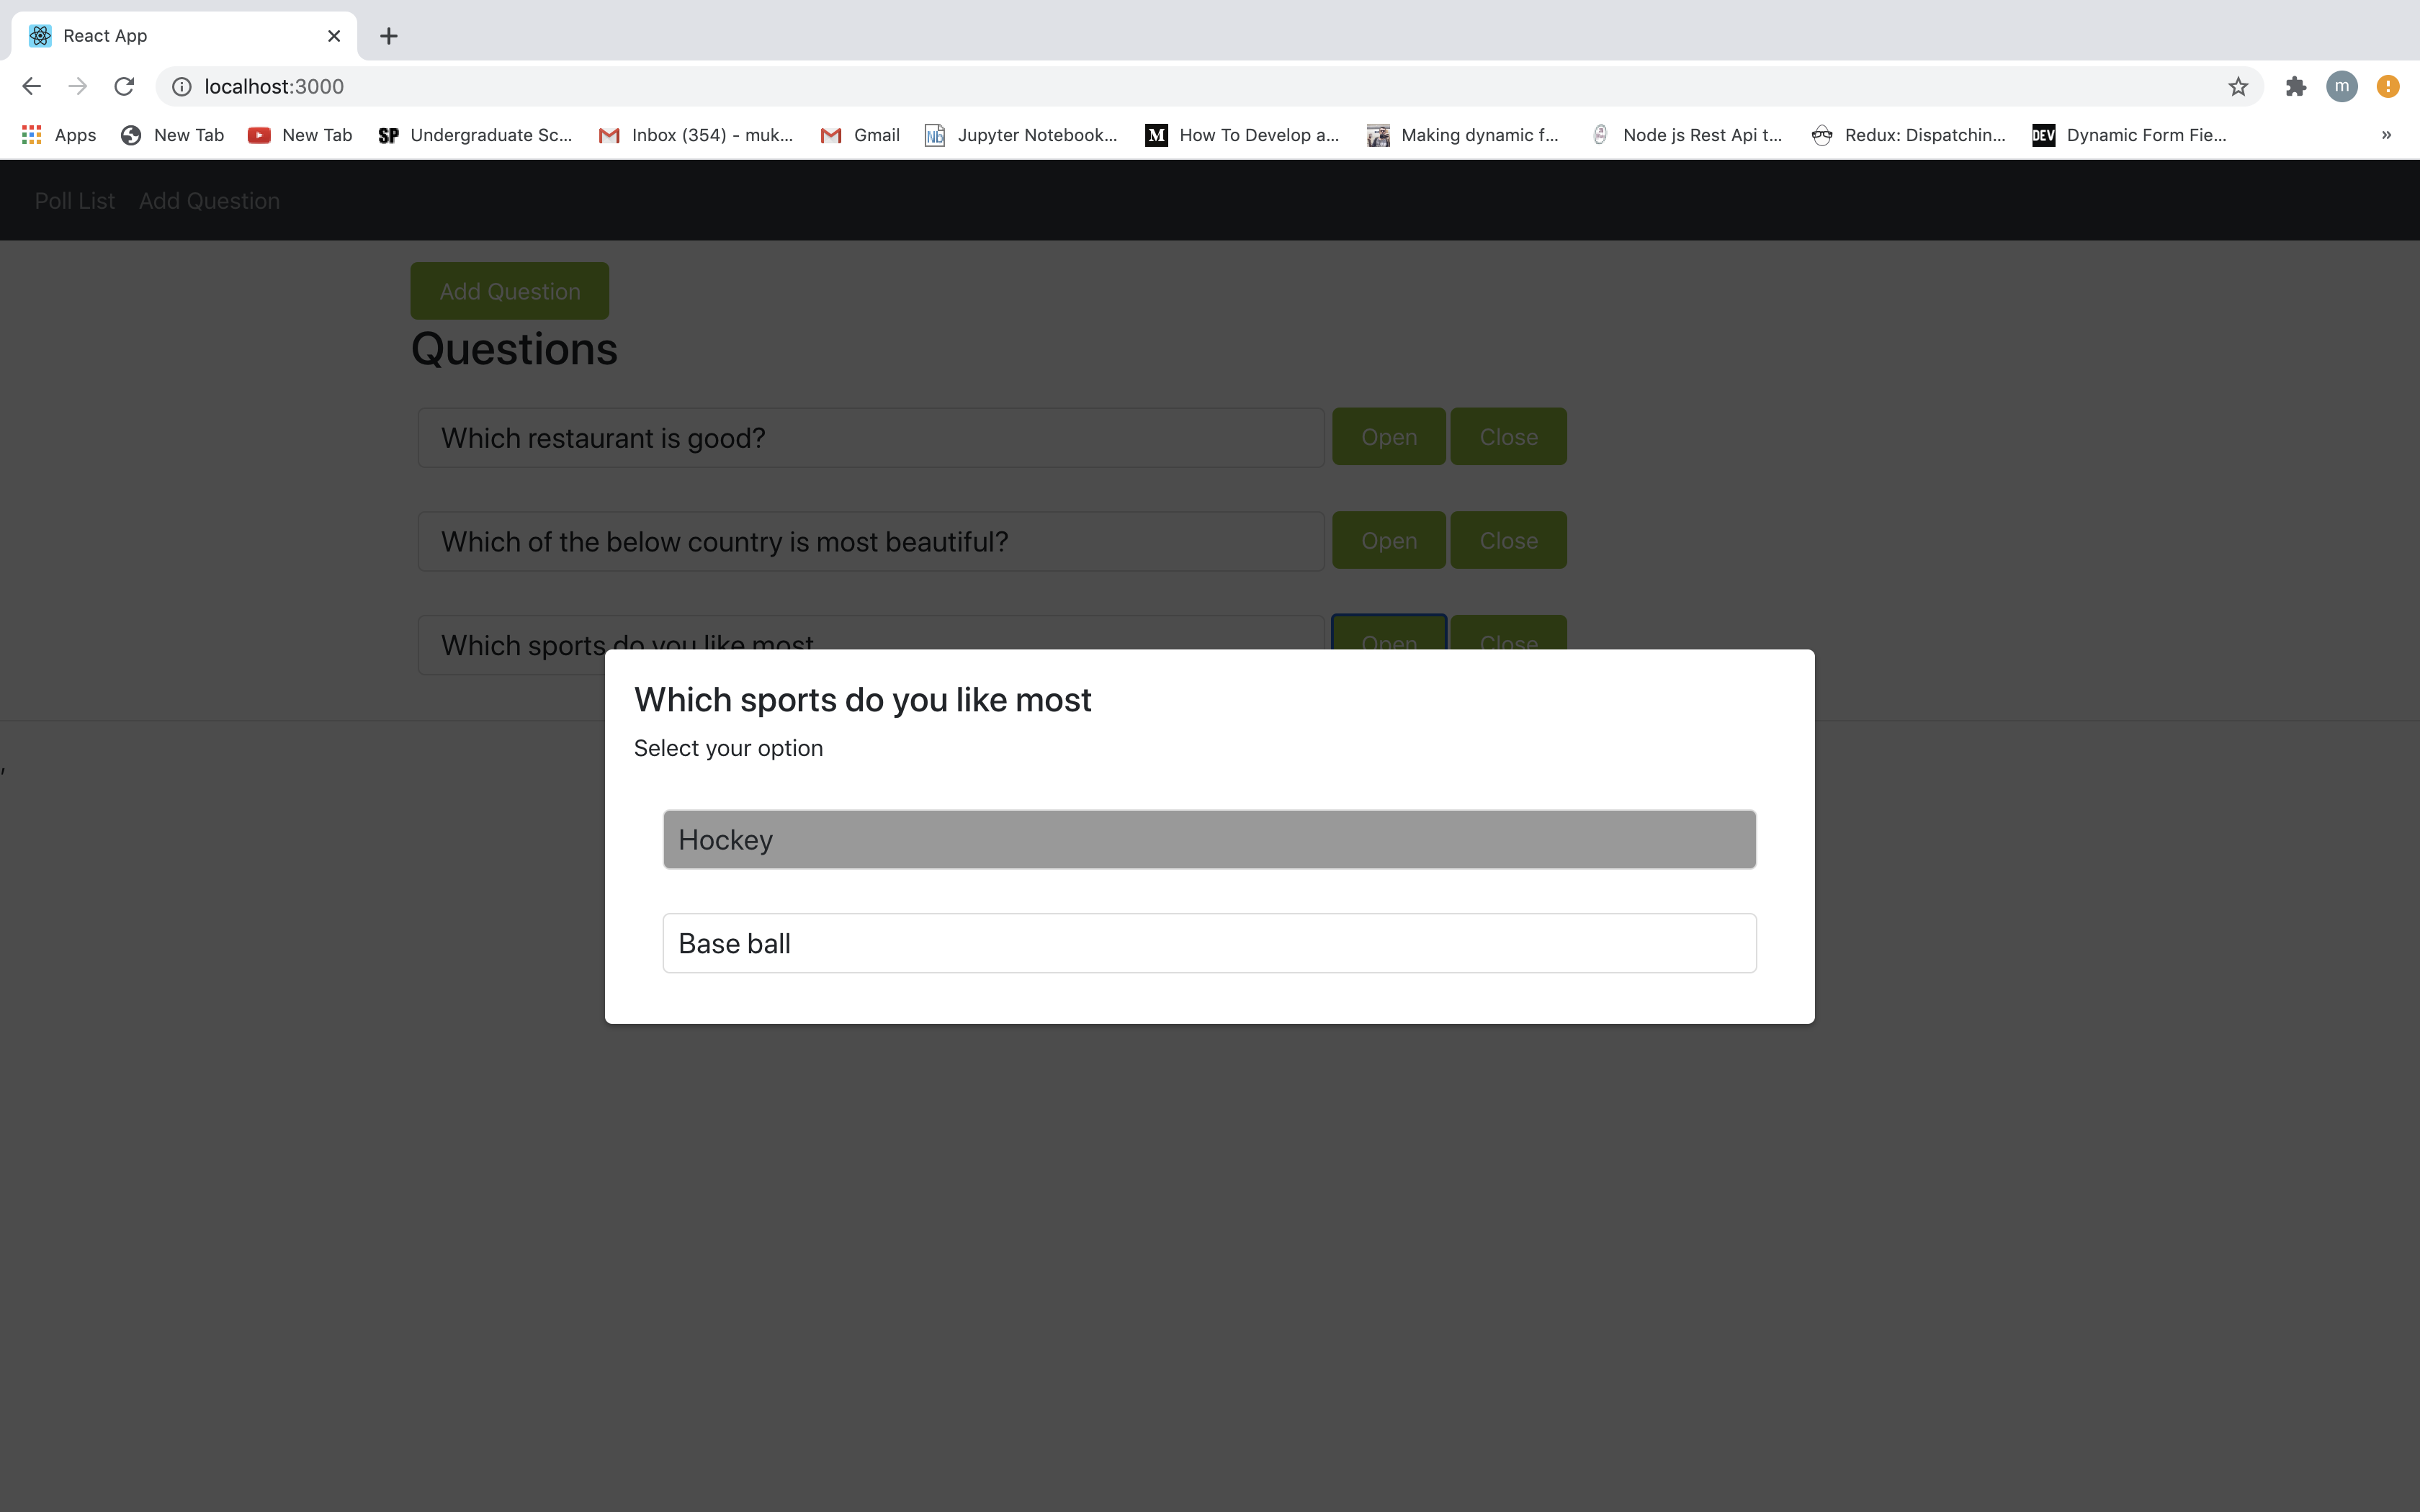 React App
localhost:3000
m
Apps New Tab New Tab SP Undergraduate Sc... Inbox (354) - muk... Gmail Nb Jupyter Notebook... M How To Develop a... Making dynamic f... Node js Rest Api t... Redux: Dispatchin... DEV Dynamic Form Fie... »
Poll List Add Question
Add Question
Questions
Which restaurant is good? Open Close
Which of the below country is most beautiful? Open Close
Which sports do you like most Open Close
Which sports do you like most
Select your option
,
Hockey
Base ball